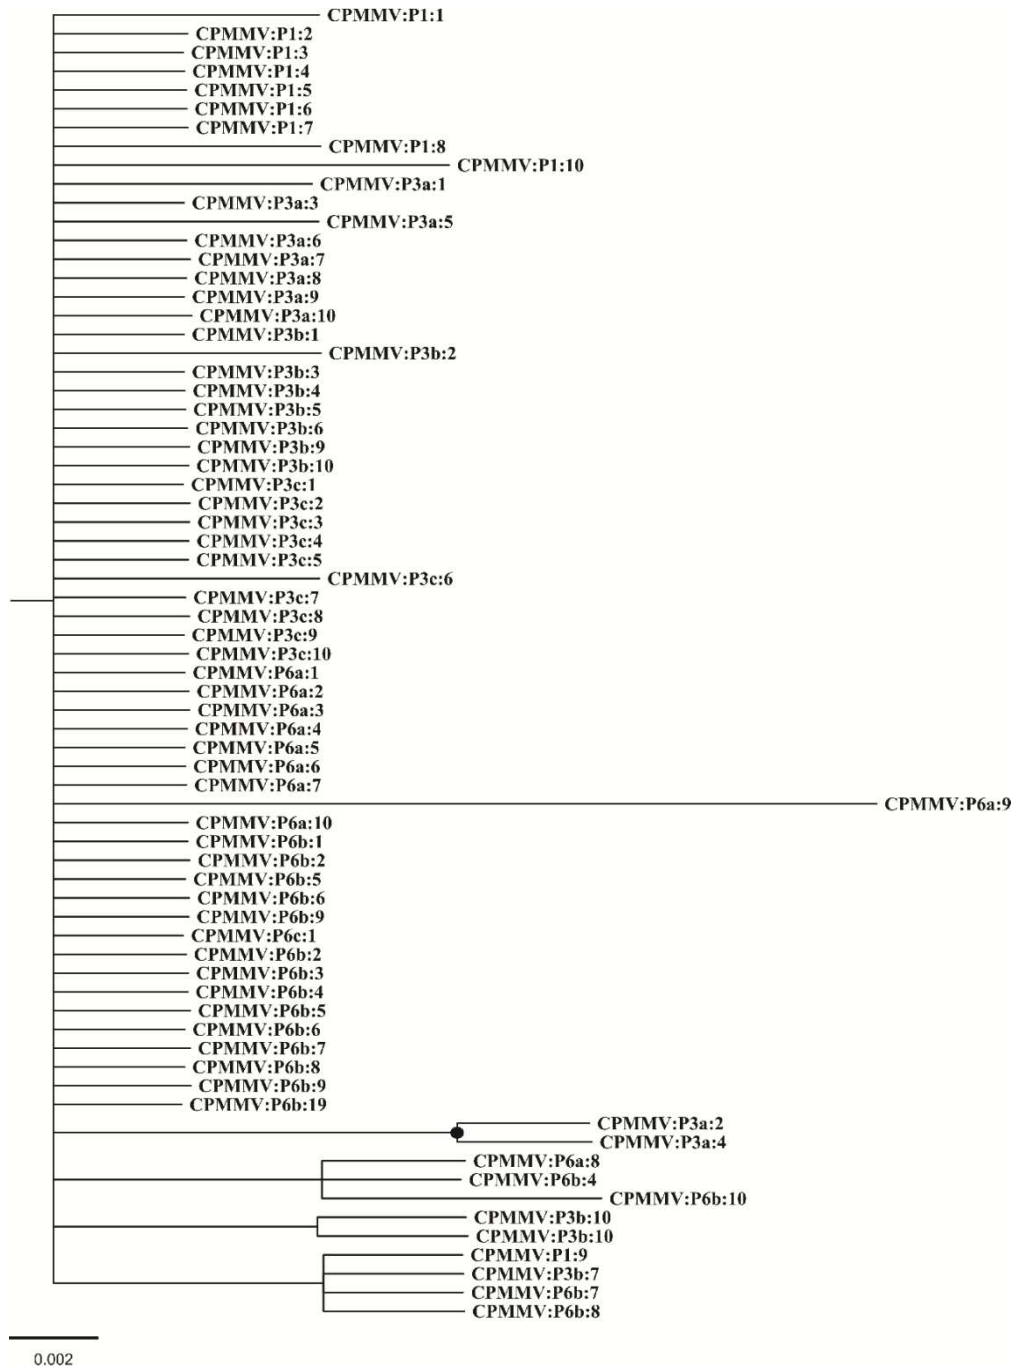 CPMMV:P1:1
CPMMV:P1:2
CPMMV:P1:3
CPMMV:P1:4
CPMMV:P1:5
CPMMV:P1:6
CPMMV:P1:7
CPMMV:P1:8
CPMMV:P1:10
CPMMV:P3a:1
CPMMV:P3a:3
CPMMV:P3a:5
CPMMV:P3a:6
CPMMV:P3a:7
CPMMV:P3a:8
CPMMV:P3a:9
CPMMV:P3a:10
CPMMV:P3b:1
CPMMV:P3b:2
CPMMV:P3b:3
CPMMV:P3b:4
CPMMV:P3b:5
CPMMV:P3b:6
CPMMV:P3b:9
CPMMV:P3b:10
CPMMV:P3c:1
CPMMV:P3c:2
CPMMV:P3c:3
CPMMV:P3c:4
CPMMV:P3c:5
CPMMV:P3c:6
CPMMV:P3c:7
CPMMV:P3c:8
CPMMV:P3c:9
CPMMV:P3c:10
CPMMV:P6a:1
CPMMV:P6a:2
CPMMV:P6a:3
CPMMV:P6a:4
CPMMV:P6a:5
CPMMV:P6a:6
CPMMV:P6a:7
CPMMV:P6a:9
CPMMV:P6a:10
CPMMV:P6b:1
CPMMV:P6b:2
CPMMV:P6b:5
CPMMV:P6b:6
CPMMV:P6b:9
CPMMV:P6c:1
CPMMV:P6b:2
CPMMV:P6b:3
CPMMV:P6b:4
CPMMV:P6b:5
CPMMV:P6b:6
CPMMV:P6b:7
CPMMV:P6b:8
CPMMV:P6b:9
CPMMV:P6b:19
CPMMV:P3a:2
CPMMV:P3a:4
CPMMV:P6a:8
CPMMV:P6b:4
CPMMV:P6b:10
CPMMV:P3b:10
CPMMV:P3b:10
CPMMV:P1:9
CPMMV:P3b:7
CPMMV:P6b:7
CPMMV:P6b:8
0.002